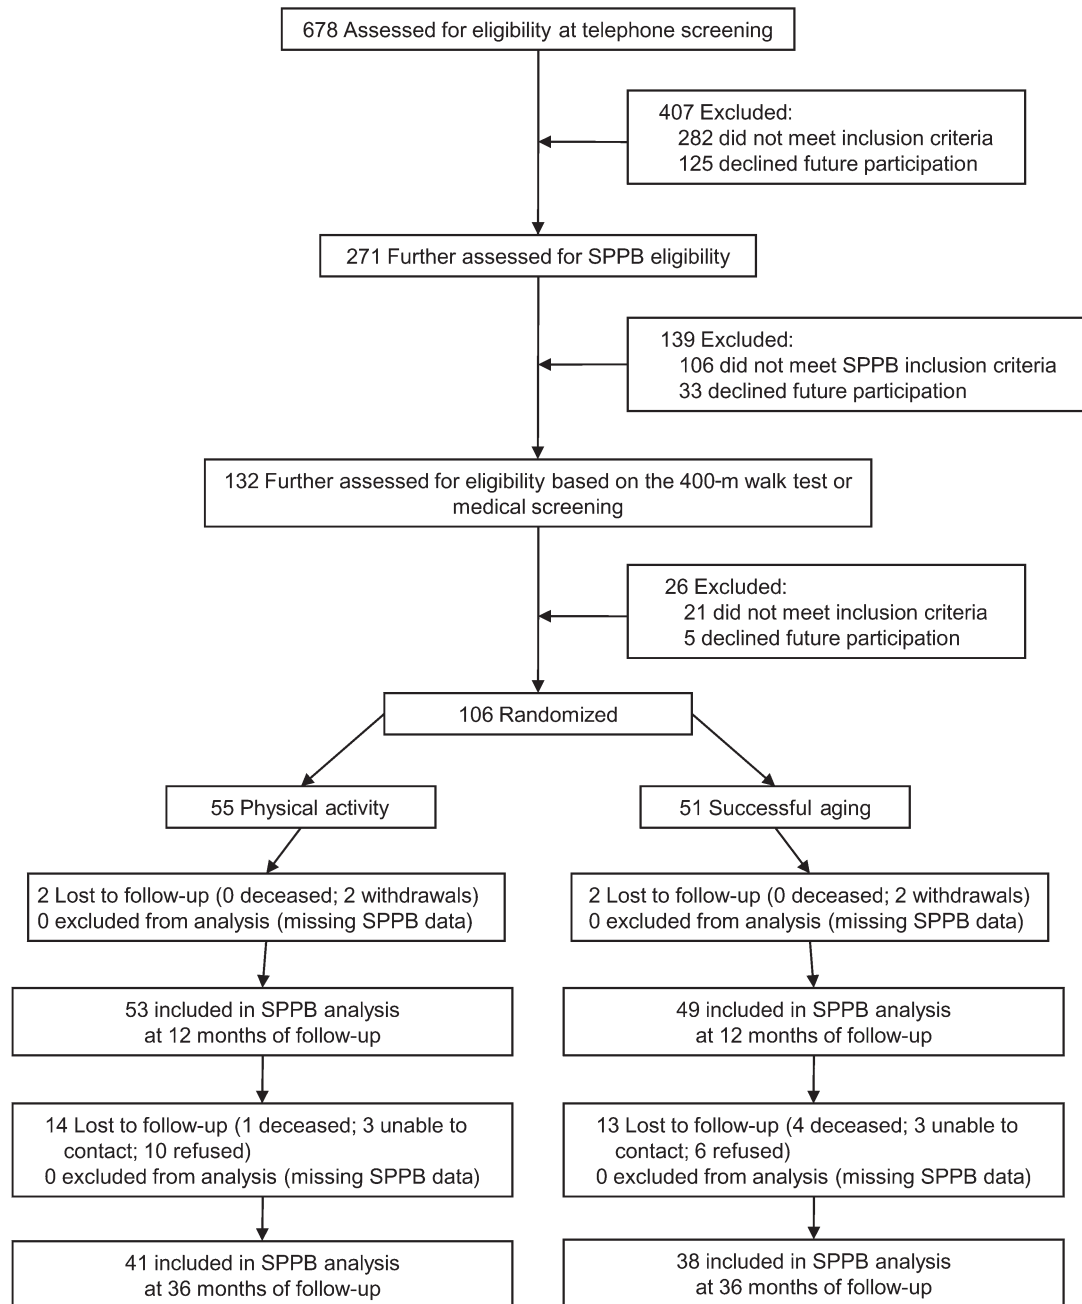 678 Assessed for eligibility at telephone screening
407 Excluded:
282 did not meet inclusion criteria
125 declined future participation
271 Further assessed for SPPB eligibility
139 Excluded:
106 did not meet SPPB inclusion criteria
33 declined future participation
132 Further assessed for eligibility based on the 400-m walk test or
medical screening
26 Excluded:
21 did not meet inclusion criteria
5 declined future participation
106 Randomized
55 Physical activity
51 Successful aging
2 Lost to follow-up (0 deceased; 2 withdrawals)
0 excluded from analysis (missing SPPB data)
2 Lost to follow-up (0 deceased; 2 withdrawals)
0 excluded from analysis (missing SPPB data)
53 included in SPPB analysis
at 12 months of follow-up
49 included in SPPB analysis
at 12 months of follow-up
14 Lost to follow-up (1 deceased; 3 unable to
contact; 10 refused)
0 excluded from analysis (missing SPPB data)
13 Lost to follow-up (4 deceased; 3 unable to
contact; 6 refused)
0 excluded from analysis (missing SPPB data)
41 included in SPPB analysis
at 36 months of follow-up
38 included in SPPB analysis
at 36 months of follow-up